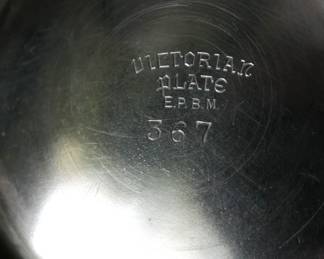 VICTORIAN
PLATE
E.P.B.M.
367